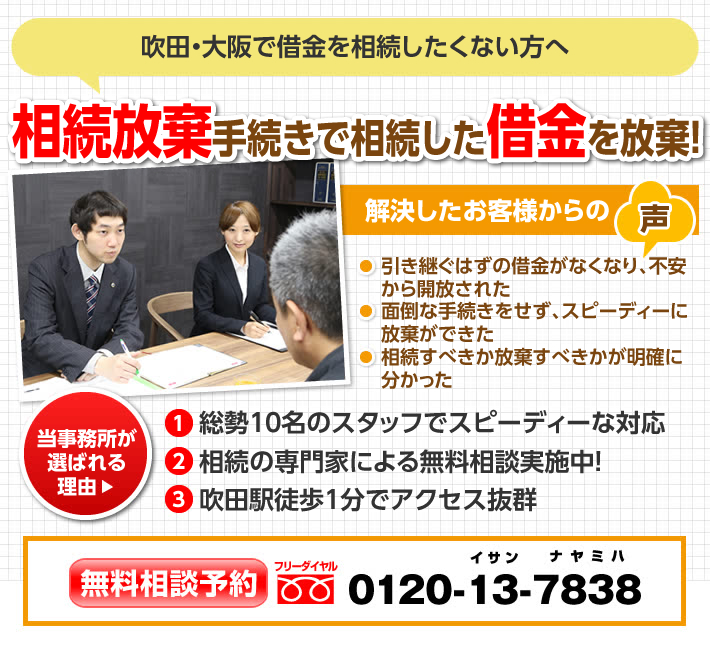 吹田・大阪で借金を相続したくない方へ
相続放棄手続きで相続した借金を放棄!
解決したお客様からの声
● 引き継ぐはずの借金がなくなり、不安
から開放された
● 面倒な手続きをせず、スピーディーに
放棄ができた
● 相続すべきか放棄すべきかが明確に
分かった
当事務所が
選ばれる
理由▶
1 総勢10名のスタッフでスピーディーな対応
2 相続の専門家による無料相談実施中!
3 吹田駅徒歩1分でアクセス抜群
イサン ナヤミハ
無料相談予約 フリーダイヤル 0120-13-7838